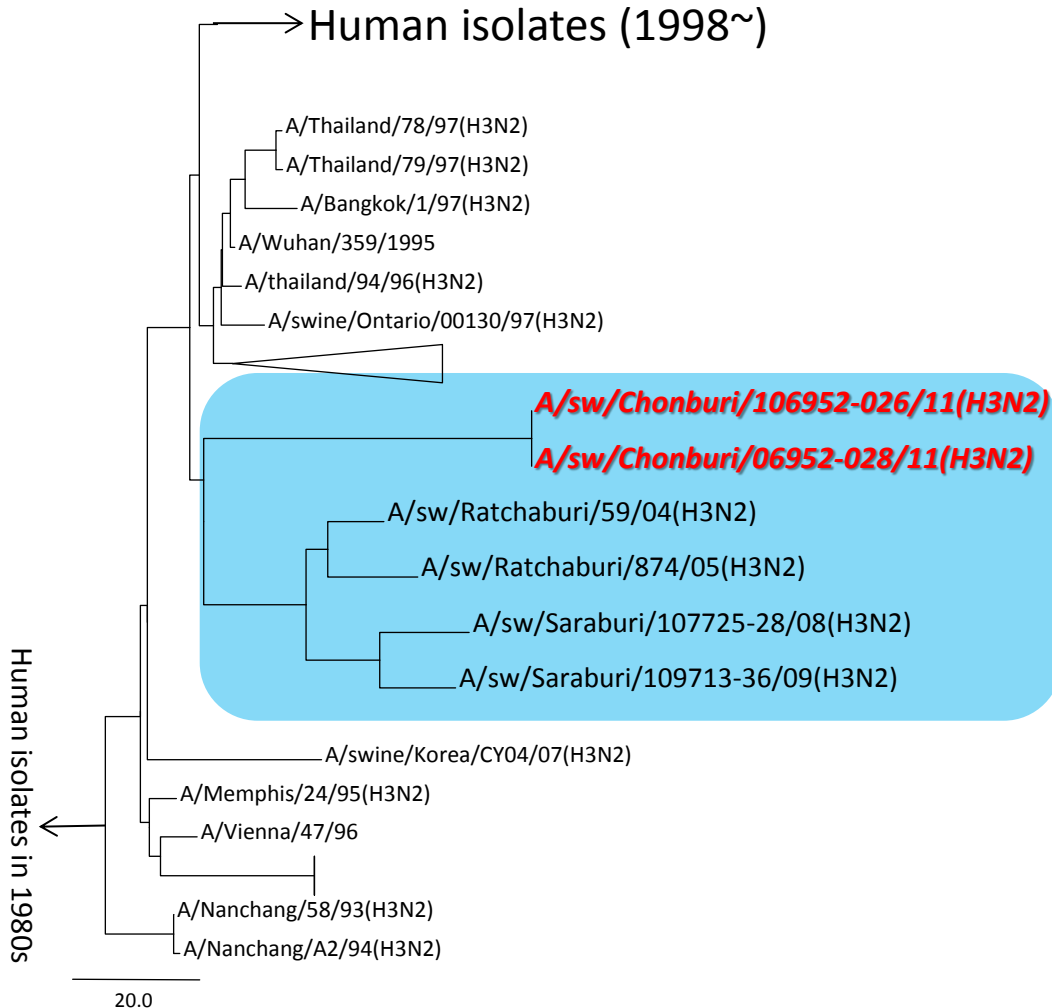 Human isolates (1998~)
A/Thailand/78/97(H3N2)
A/Thailand/79/97(H3N2)
A/Bangkok/1/97(H3N2)
A/Wuhan/359/1995
A/thailand/94/96(H3N2)
A/swine/Ontario/00130/97(H3N2)
A/sw/Chonburi/106952-026/11(H3N2)
A/sw/Chonburi/06952-028/11(H3N2)
A/sw/Ratchaburi/59/04(H3N2)
A/sw/Ratchaburi/874/05(H3N2)
A/sw/Saraburi/107725-28/08(H3N2)
A/sw/Saraburi/109713-36/09(H3N2)
A/swine/Korea/CY04/07(H3N2)
A/Memphis/24/95(H3N2)
A/Vienna/47/96
A/Nanchang/58/93(H3N2)
A/Nanchang/A2/94(H3N2)
Human isolates in 1980s
20.0